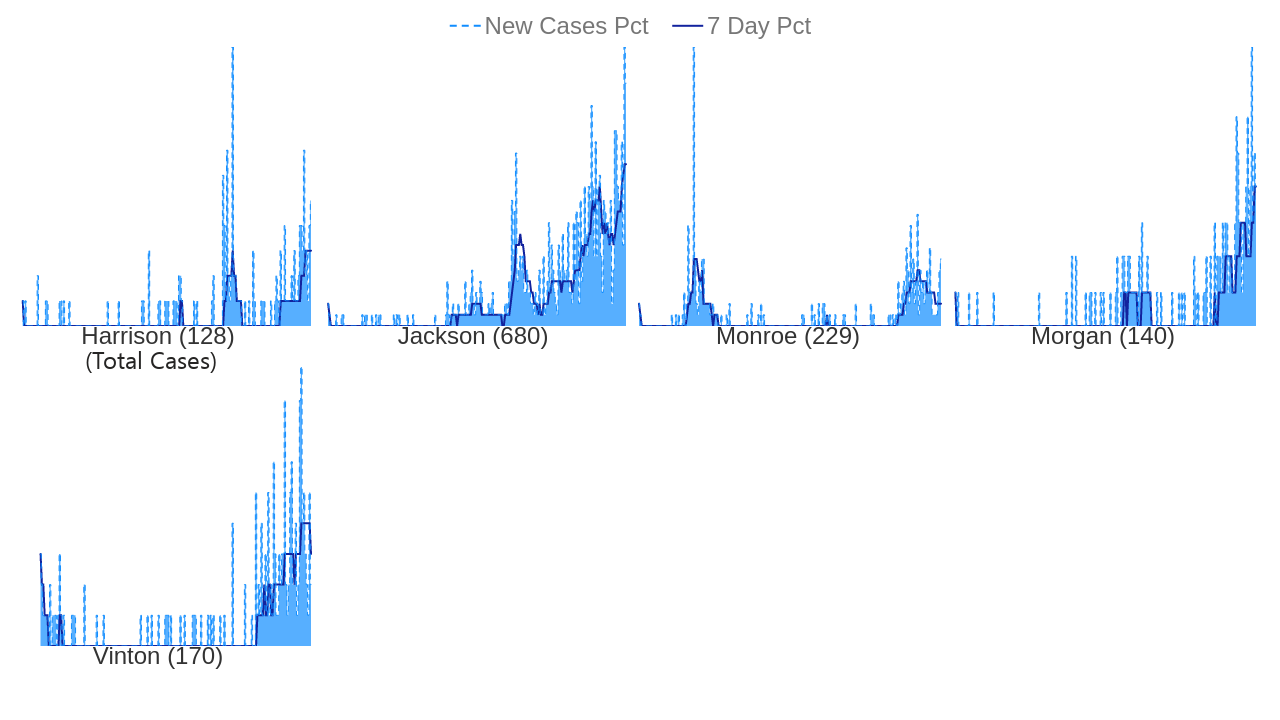 New Cases Pct 7 Day Pct
Harrison (128) Jackson (680) Monroe (229) Morgan (140)
(Total Cases)
Vinton (170)